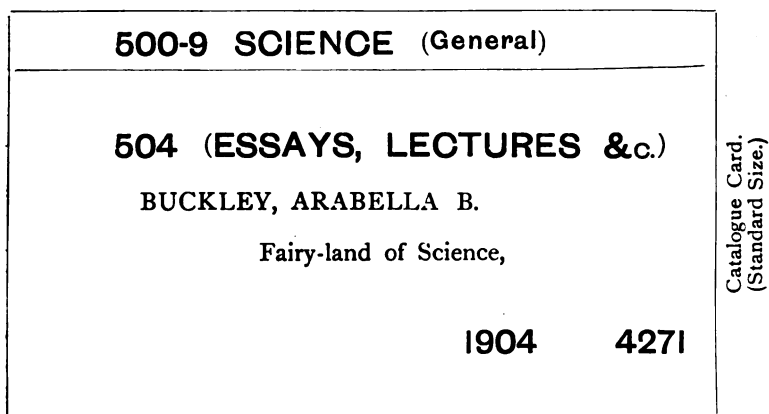 500-9 SCIENCE (General)
504 (ESSAYS, LECTURES &c.)
BUCKLEY, ARABELLA B.
Fairy-land of Science,
1904 4271
Catalogue Card.
(Standard Size.)